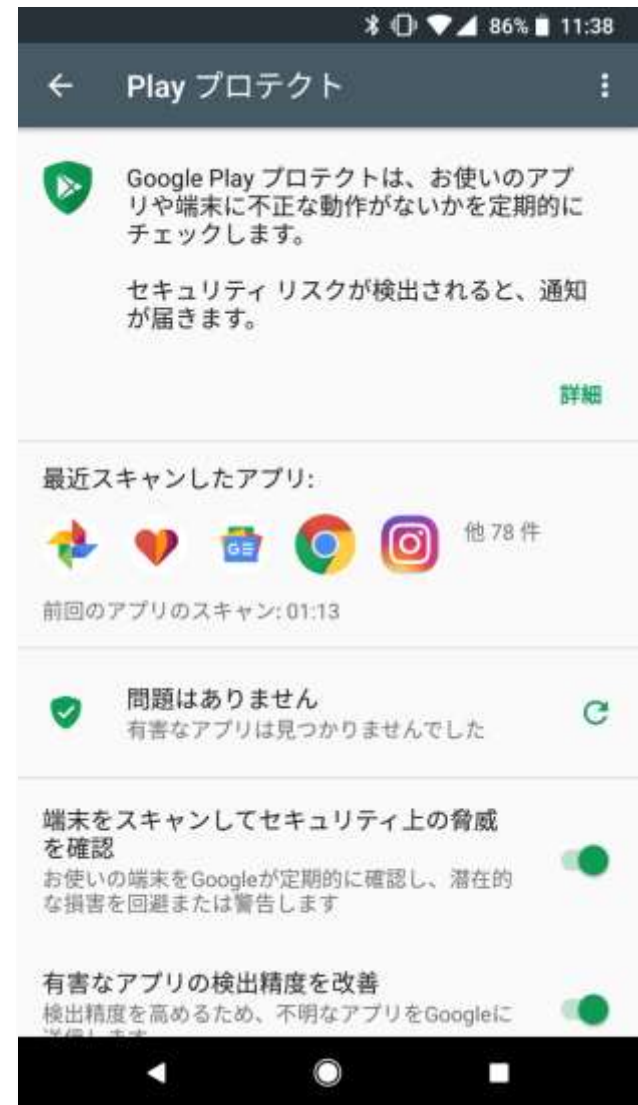 86% 11:38
Play プロテクト
Google Play プロテクトは、お使いのアプ
リや端末に不正な動作がないかを定期的に
チェックします。
セキュリティ リスクが検出されると、通知
が届きます。
詳細
最近スキャンしたアプリ:
GE
他 78 件
前回のアプリのスキャン: 01:13
問題はありません
有害なアプリは見つかりませんでした
端末をスキャンしてセキュリティ上の脅威
を確認
お使いの端末をGoogleが定期的に確認し、潜在的
な損害を回避または警告します
有害なアプリの検出精度を改善
検出精度を高めるため、不明なアプリをGoogleに